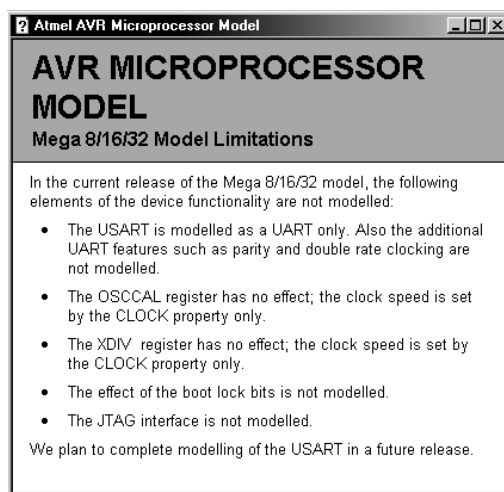 Atmel AVR Microprocessor Model
AVR MICROPROCESSOR
MODEL
Mega 8/16/32 Model Limitations
In the current release of the Mega 8/16/32 model, the following
elements of the device functionality are not modelled:
• The USART is modelled as a UART only. Also the additional
UART features such as parity and double rate clocking are
not modelled.
• The OSCCAL register has no effect; the clock speed is set
by the CLOCK property only.
• The XDIV register has no effect; the clock speed is set by
the CLOCK property only.
• The effect of the boot lock bits is not modelled.
• The JTAG interface is not modelled.
We plan to complete modelling of the USART in a future release.